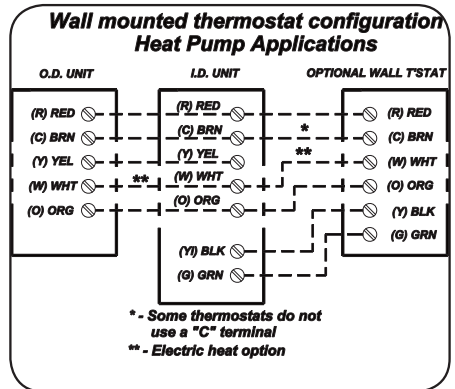 Wall mounted thermostat configuration
Heat Pump Applications
O.D. UNIT I.D. UNIT OPTIONAL WALL T'STAT
(R) RED (R) RED (R) RED
(C) BRN (C) BRN * (C) BRN
(Y) YEL (Y) YEL ** (W) WHT
(W) WHT ** (W) WHT (O) ORG
(O) ORG (O) ORG (Y) BLK
(YI) BLK (G) GRN
(G) GRN
* - Some thermostats do not
use a "C" terminal
** - Electric heat option